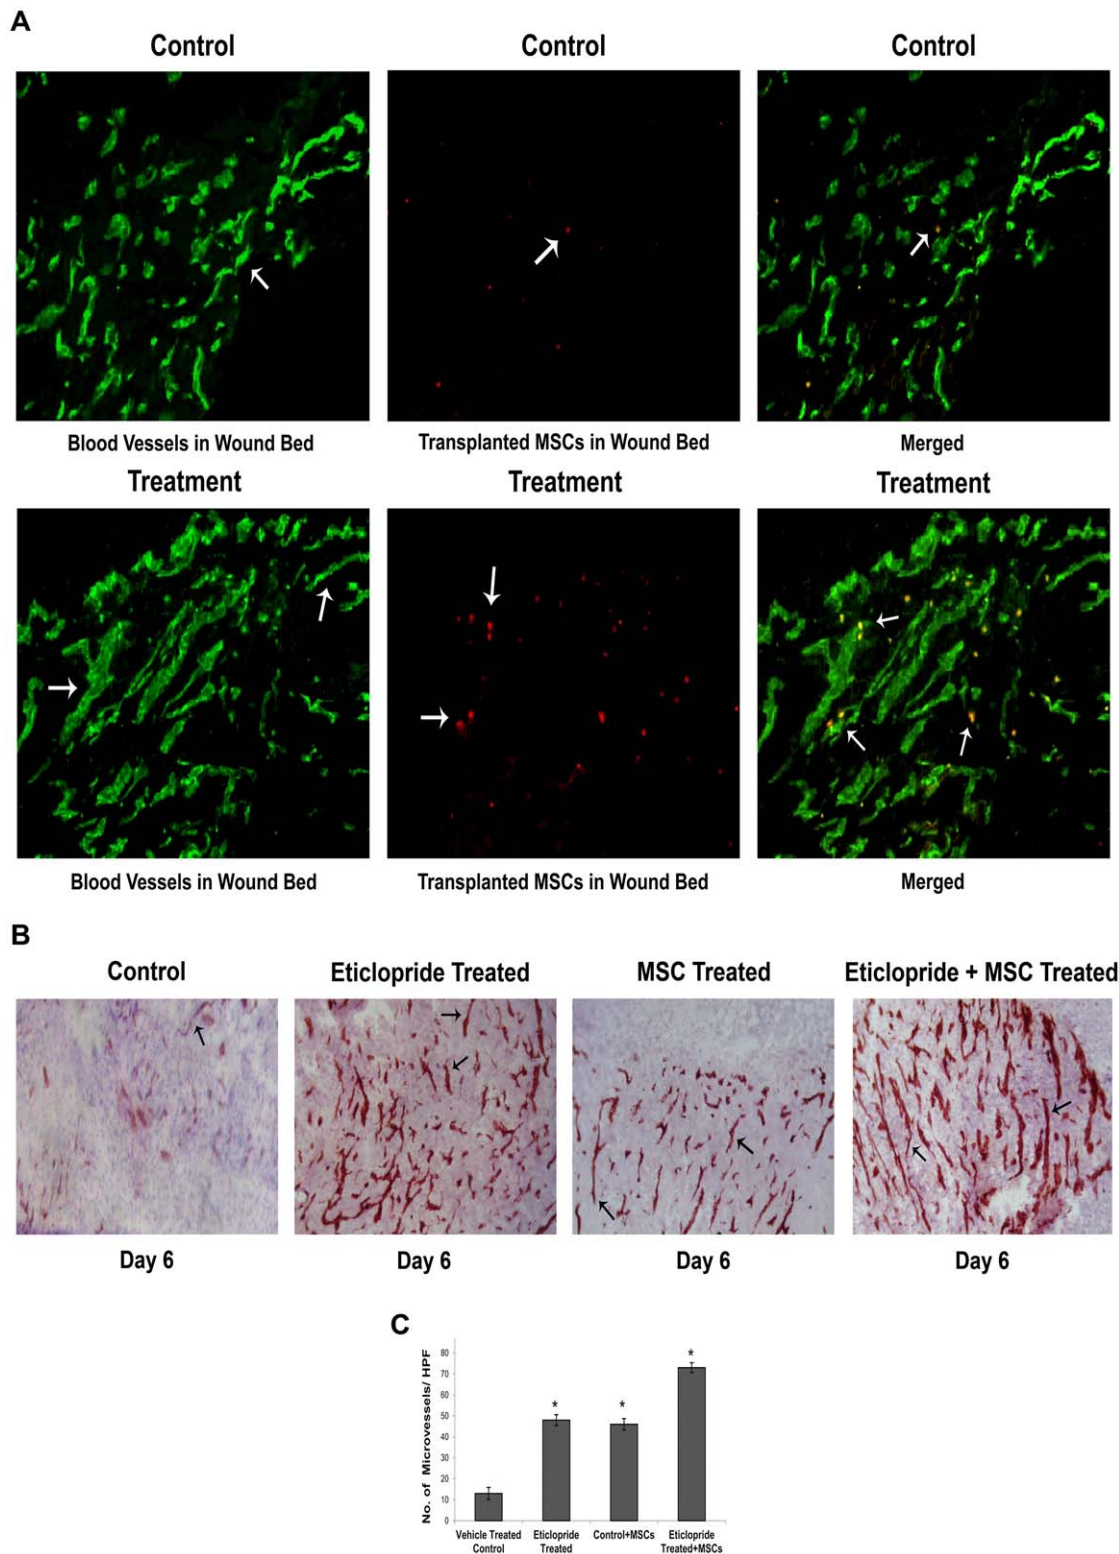 A
Control Control Control
Blood Vessels in Wound Bed Transplanted MSCs in Wound Bed Merged
Treatment Treatment Treatment
Blood Vessels in Wound Bed Transplanted MSCs in Wound Bed Merged
B
Control Eticlopride Treated MSC Treated Eticlopride + MSC Treated
Day 6 Day 6 Day 6 Day 6
C
No. of Microvessels/ HPF
80
70
60
50
40
30
20
10
0
* * *
Vehicle Treated Control
Eticlopride Treated
Control+MSCs
Eticlopride Treated+MSCs